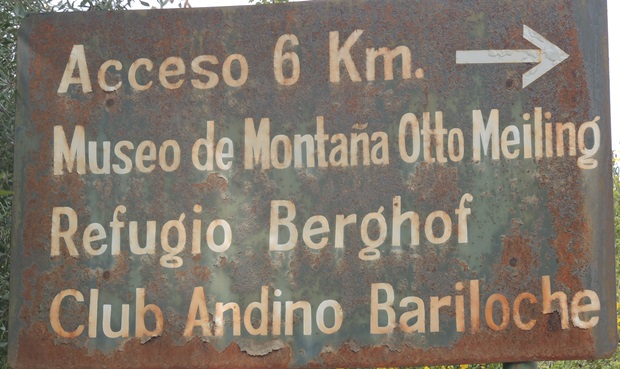 Acceso 6 Km. →
Museo de Montaña Otto Meiling
Refugio Berghof
Club Andino Bariloche